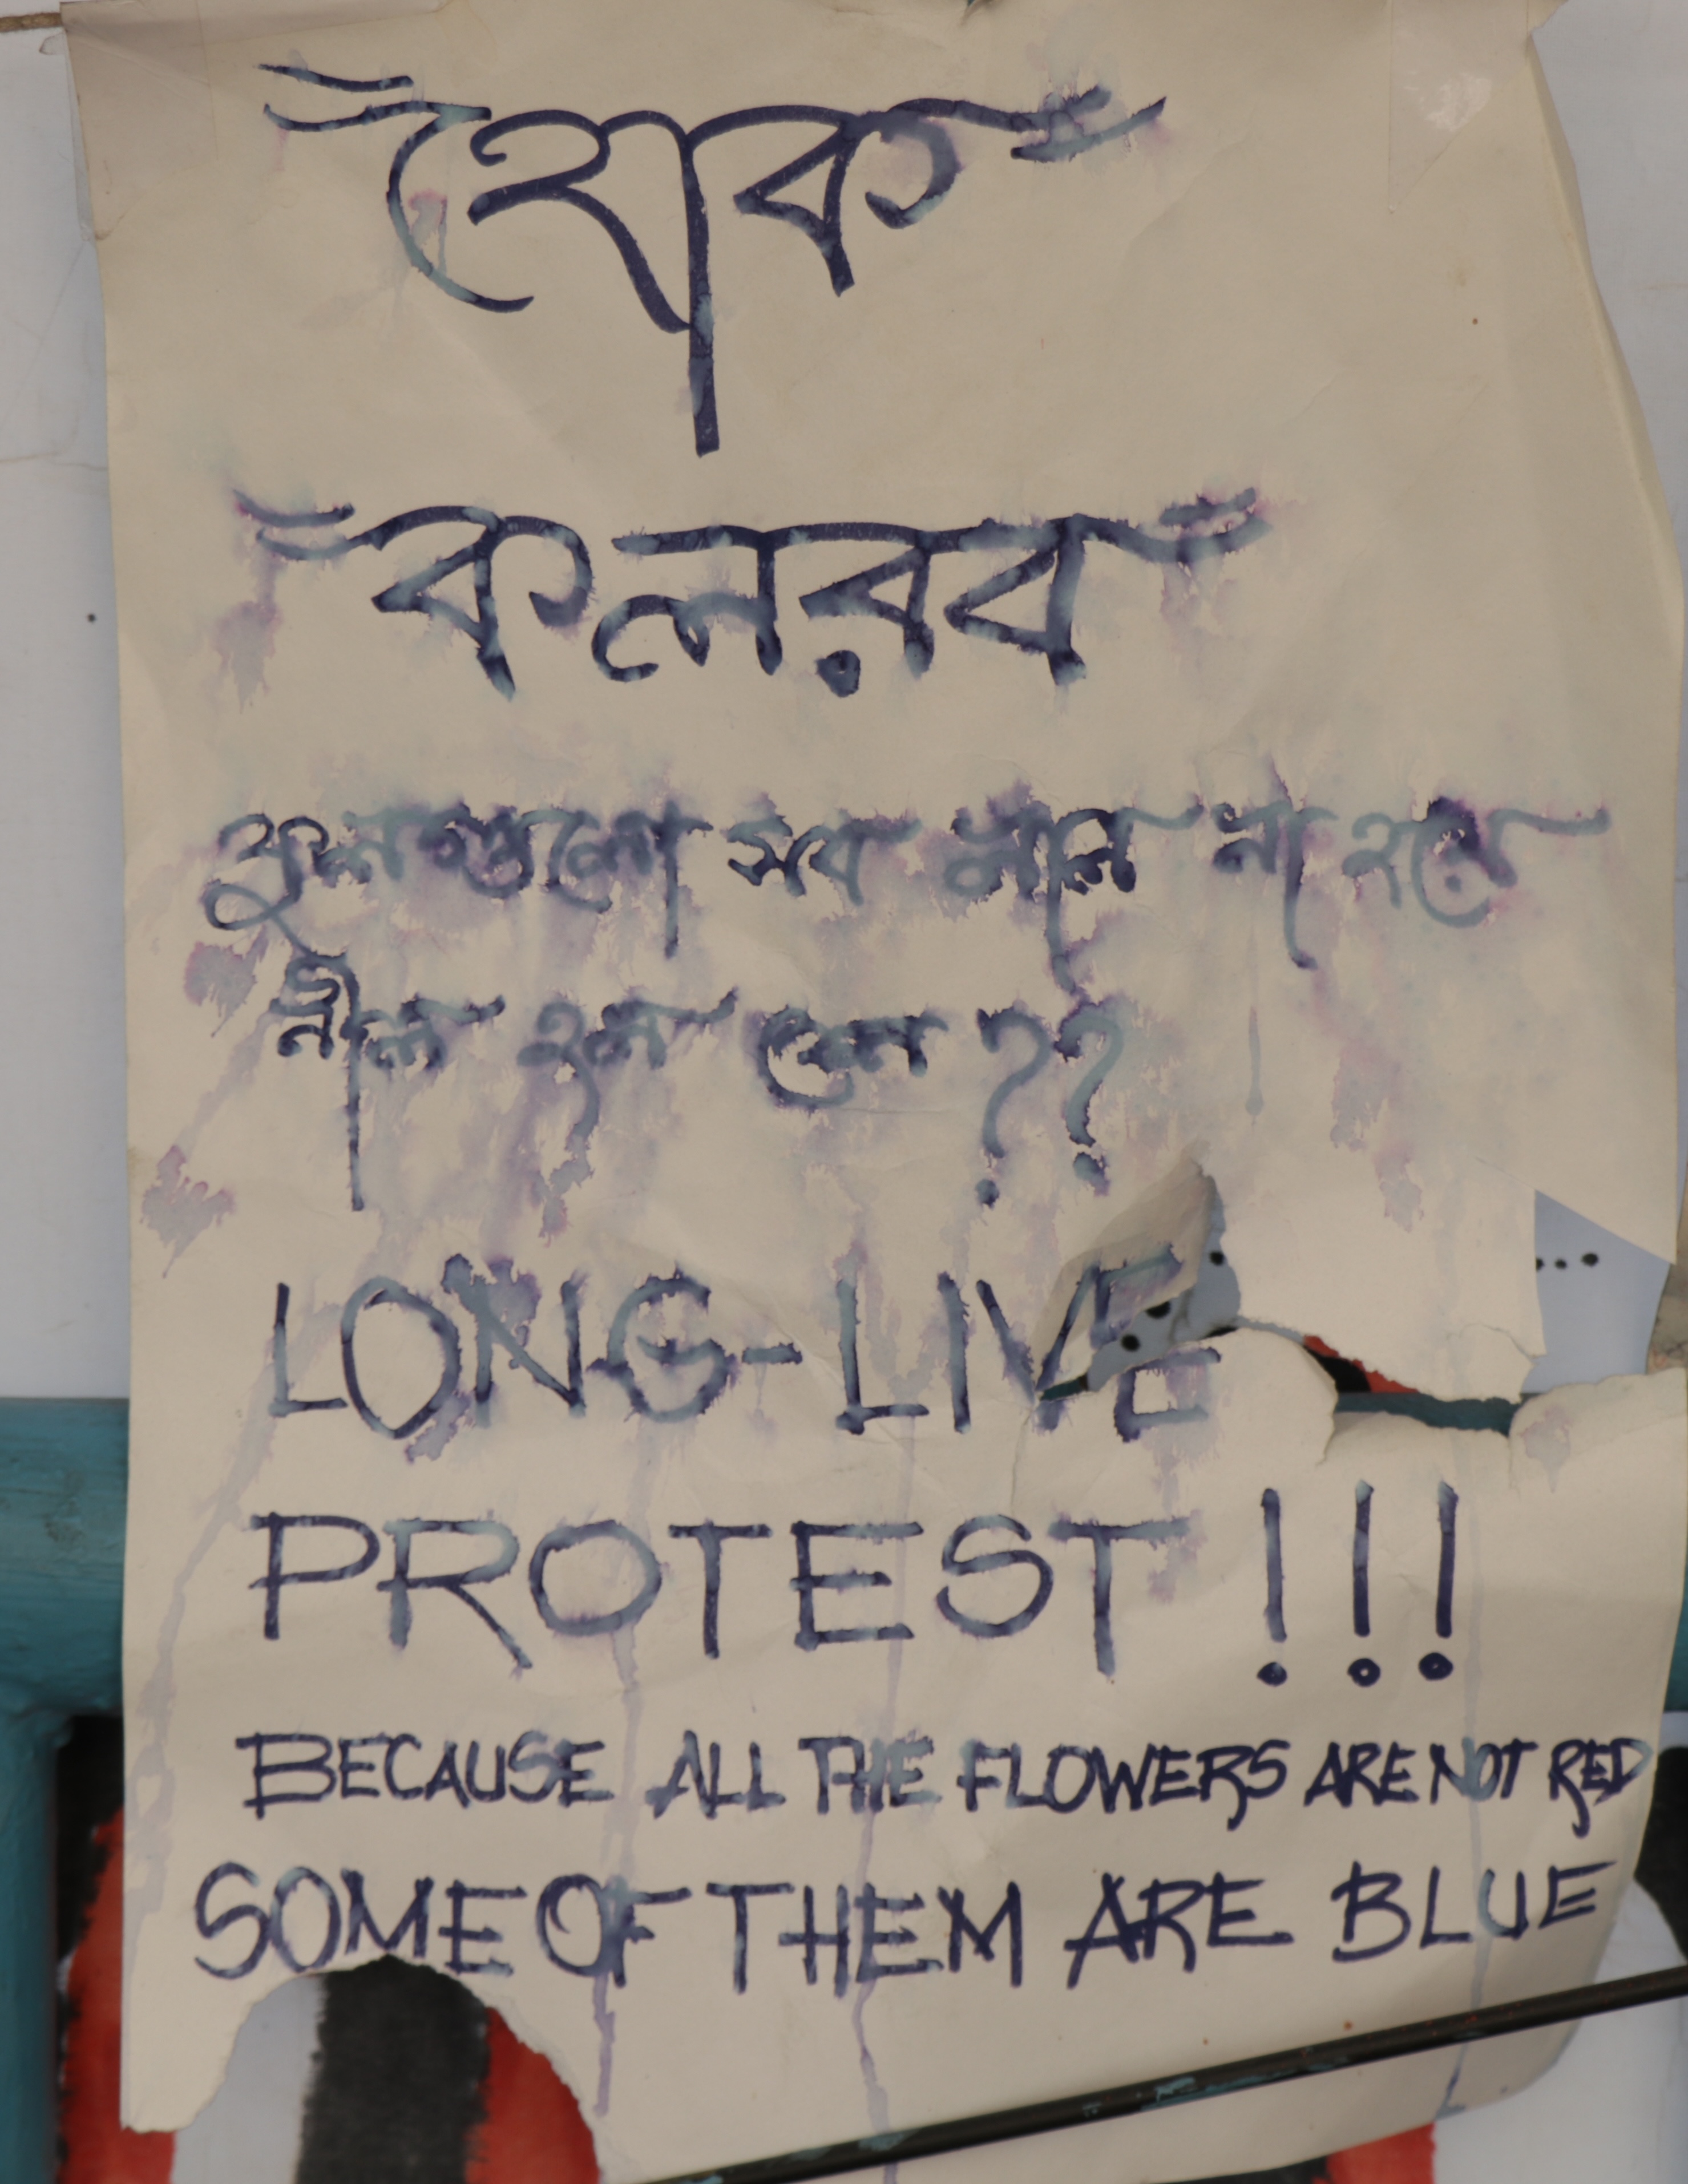 হোক
কলরব
ফুলগুলো সব লাল না হয়ে
নীল হল কেন ??
LONG-LIVE
PROTEST !!!
BECAUSE ALL THE FLOWERS ARE NOT RED
SOME OF THEM ARE BLUE